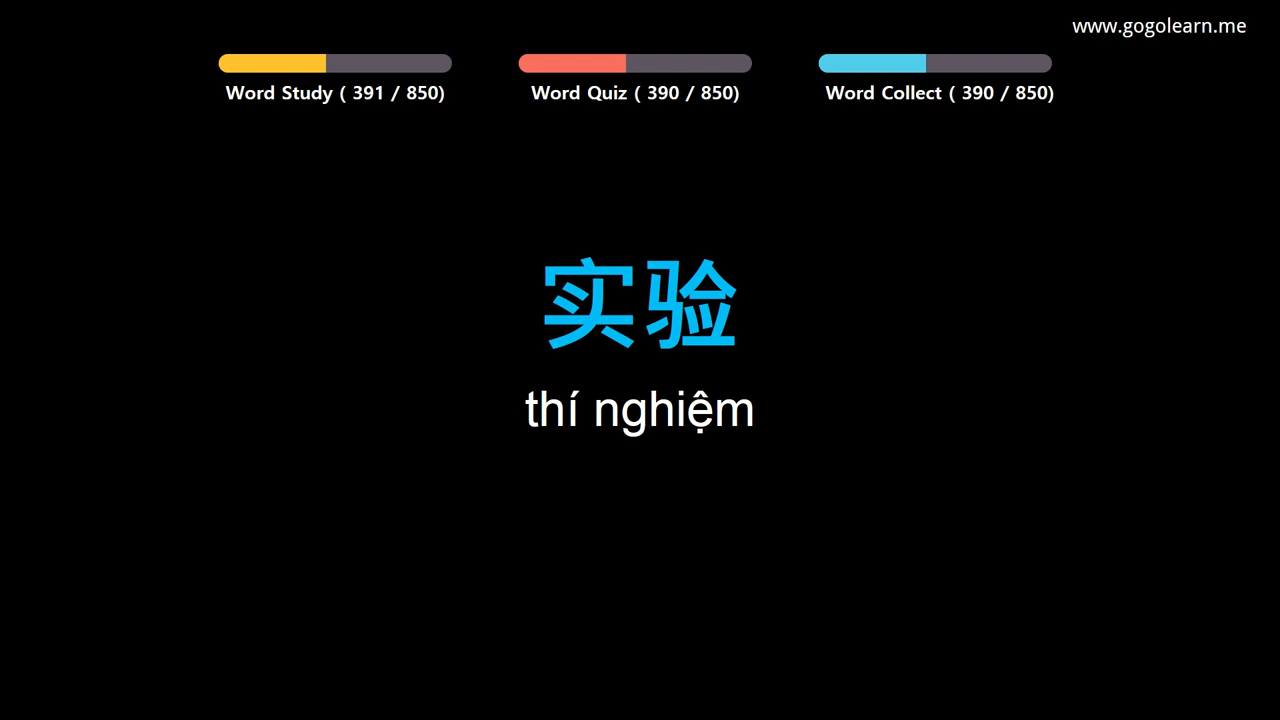 www.gogolearn.me
Word Study ( 391 / 850)
Word Quiz ( 390 / 850)
Word Collect ( 390 / 850)
实验
thí nghiệm